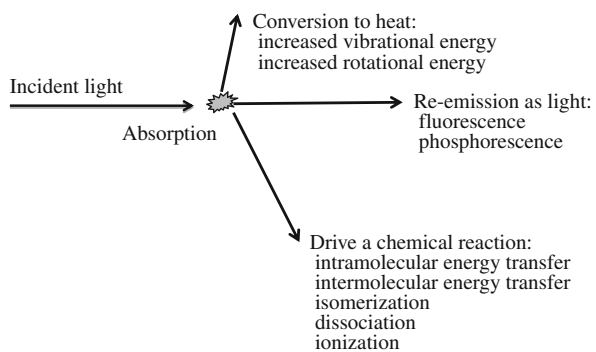 Conversion to heat:
increased vibrational energy
increased rotational energy
Incident light
Absorption
Re-emission as light:
fluorescence
phosphorescence
Drive a chemical reaction:
intramolecular energy transfer
intermolecular energy transfer
isomerization
dissociation
ionization